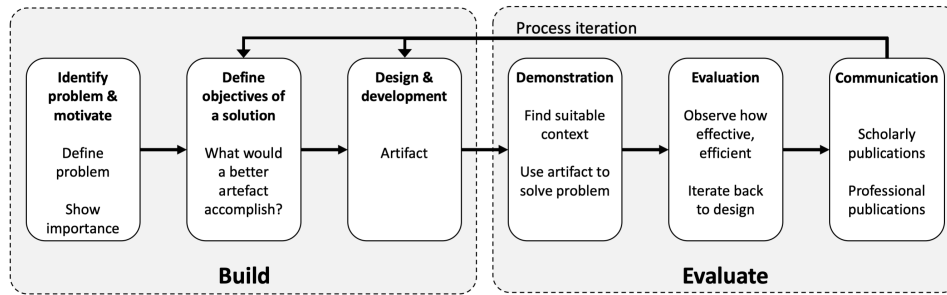 Process iteration
Identify
problem &
motivate
Define
problem
Show
importance
Define
objectives of
a solution
What would
a better
artefact
accomplish?
Design &
development
Artifact
Demonstration
Find suitable
context
Use artifact to
solve problem
Evaluation
Observe how
effective,
efficient
Iterate back
to design
Communication
Scholarly
publications
Professional
publications
Build
Evaluate